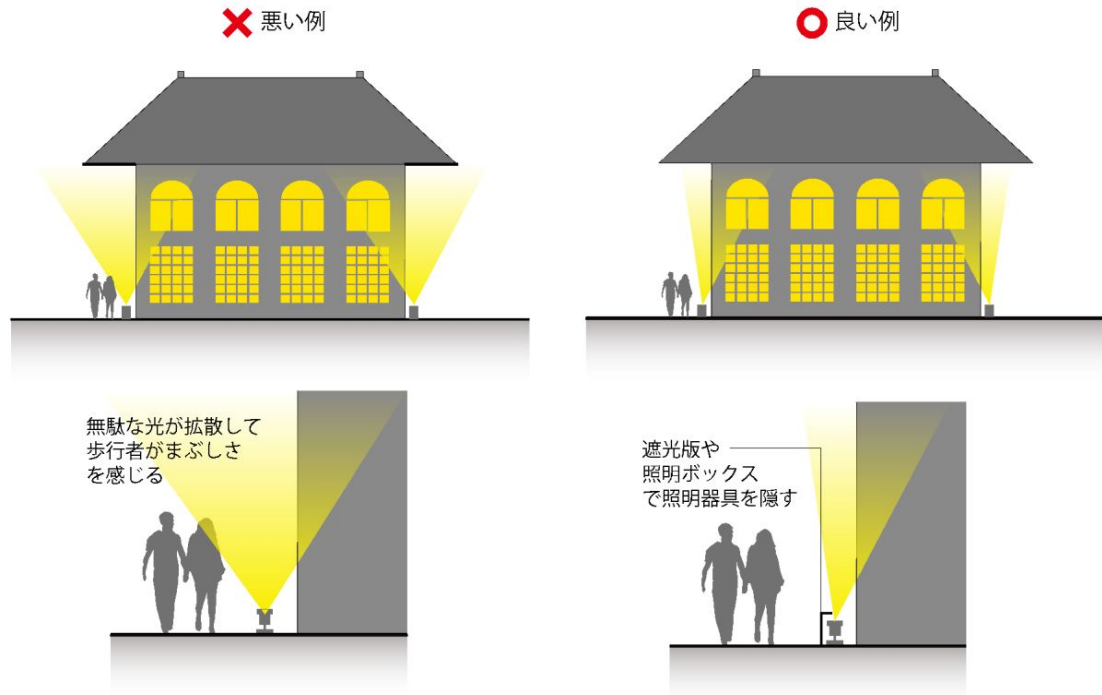 悪い例
良い例
無駄な光が拡散して
歩行者がまぶしさ
を感じる
遮光版や
照明ボックス
で照明器具を隠す